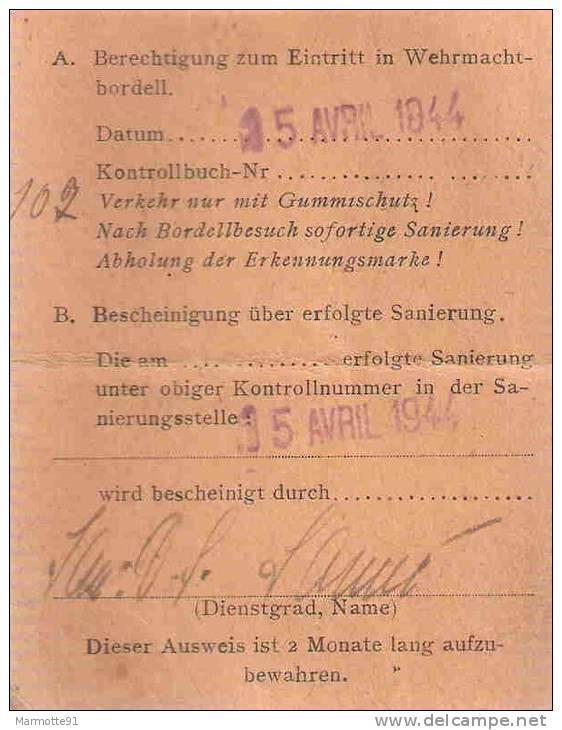 A. Berechtigung zum Eintritt in Wehrmacht-
bordell.
Datum.......15 AVRIL 1944.......
Kontrollbuch-Nr ....................
102
Verkehr nur mit Gummischutz !
Nach Bordellbesuch sofortige Sanierung !
Abholung der Erkennungsmarke !
B. Bescheinigung über erfolgte Sanierung.
Die am ................ erfolgte Sanierung
unter obiger Kontrollnummer in der Sa-
nierungsstelle : 15 AVRIL 1944
wird bescheinigt durch...................
(Dienstgrad, Name)
Dieser Ausweis ist 2 Monate lang aufzu-
bewahren.
Marmotte91
www.delcampe.net